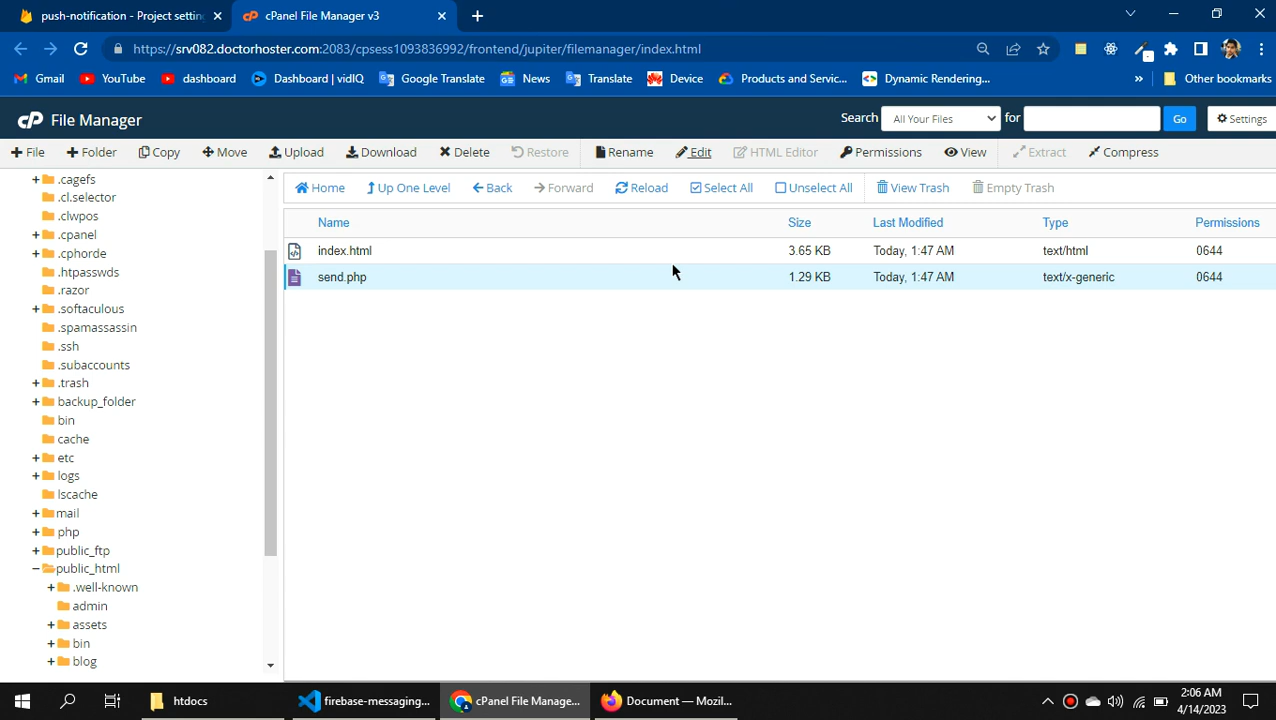 push-notification - Project settin
cPanel File Manager v3
https://srv082.doctorhoster.com:2083/cpsess1093836992/frontend/jupiter/filemanager/index.html
Gmail YouTube dashboard Dashboard | vidIQ Google Translate News Translate Device Products and Servic... Dynamic Rendering... » Other bookmarks
cP File Manager Search All Your Files for Go Settings
File Folder Copy Move Upload Download Delete Restore Rename Edit HTML Editor Permissions View Extract Compress
Home Up One Level Back Forward Reload Select All Unselect All View Trash Empty Trash
Name Size Last Modified Type Permissions
index.html 3.65 KB Today, 1:47 AM text/html 0644
send.php 1.29 KB Today, 1:47 AM text/x-generic 0644
.cagefs
.cl.selector
.clwpos
.cpanel
.cphorde
.htpasswds
.razor
.softaculous
.spamassassin
.ssh
.subaccounts
.trash
backup_folder
bin
cache
etc
logs
lscache
mail
php
public_ftp
public_html
.well-known
admin
assets
bin
blog
htdocs firebase-messaging... cPanel File Manage... Document — Mozil... 2:06 AM
4/14/2023